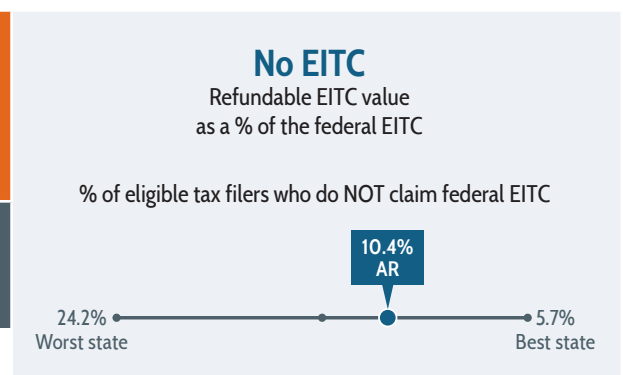 No EITC
Refundable EITC value
as a % of the federal EITC
% of eligible tax filers who do NOT claim federal EITC
10.4%
AR
24.2%
Worst state
5.7%
Best state